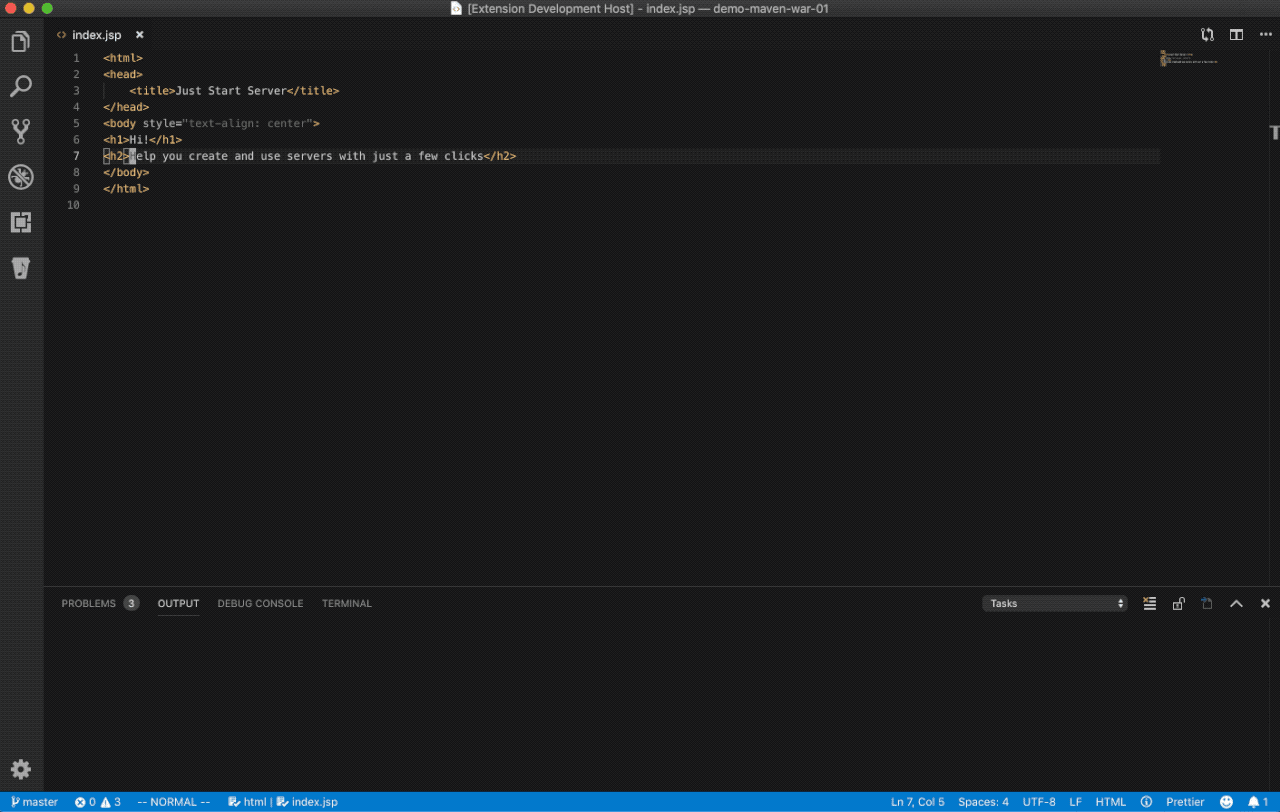 [Extension Development Host] - index.jsp — demo-maven-war-01
index.jsp
1 <html>
2 <head>
3 <title>Just Start Server</title>
4 </head>
5 <body style="text-align: center">
6 <h1>Hi!</h1>
7 <h2>Help you create and use servers with just a few clicks</h2>
8 </body>
9 </html>
10
PROBLEMS 3 OUTPUT DEBUG CONSOLE TERMINAL Tasks
master 0 3 -- NORMAL -- html | index.jsp Ln 7, Col 5 Spaces: 4 UTF-8 LF HTML Prettier 1